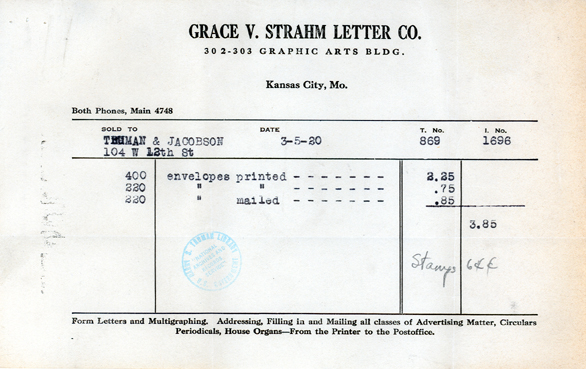 GRACE V. STRAHM LETTER CO.
302-303 GRAPHIC ARTS BLDG.
Kansas City, Mo.
Both Phones, Main 4748
SOLD TO DATE T. No. I. No.
TRUMAN & JACOBSON 3-5-20 869 1696
104 W 12th St
400 envelopes printed - - - - - - - 2.25
220 " " - - - - - - - .75
220 " mailed - - - - - - - .85
3.85
Stamps
Form Letters and Multigraphing. Addressing, Filling in and Mailing all classes of Advertising Matter, Circulars
Periodicals, House Organs—From the Printer to the Postoffice.